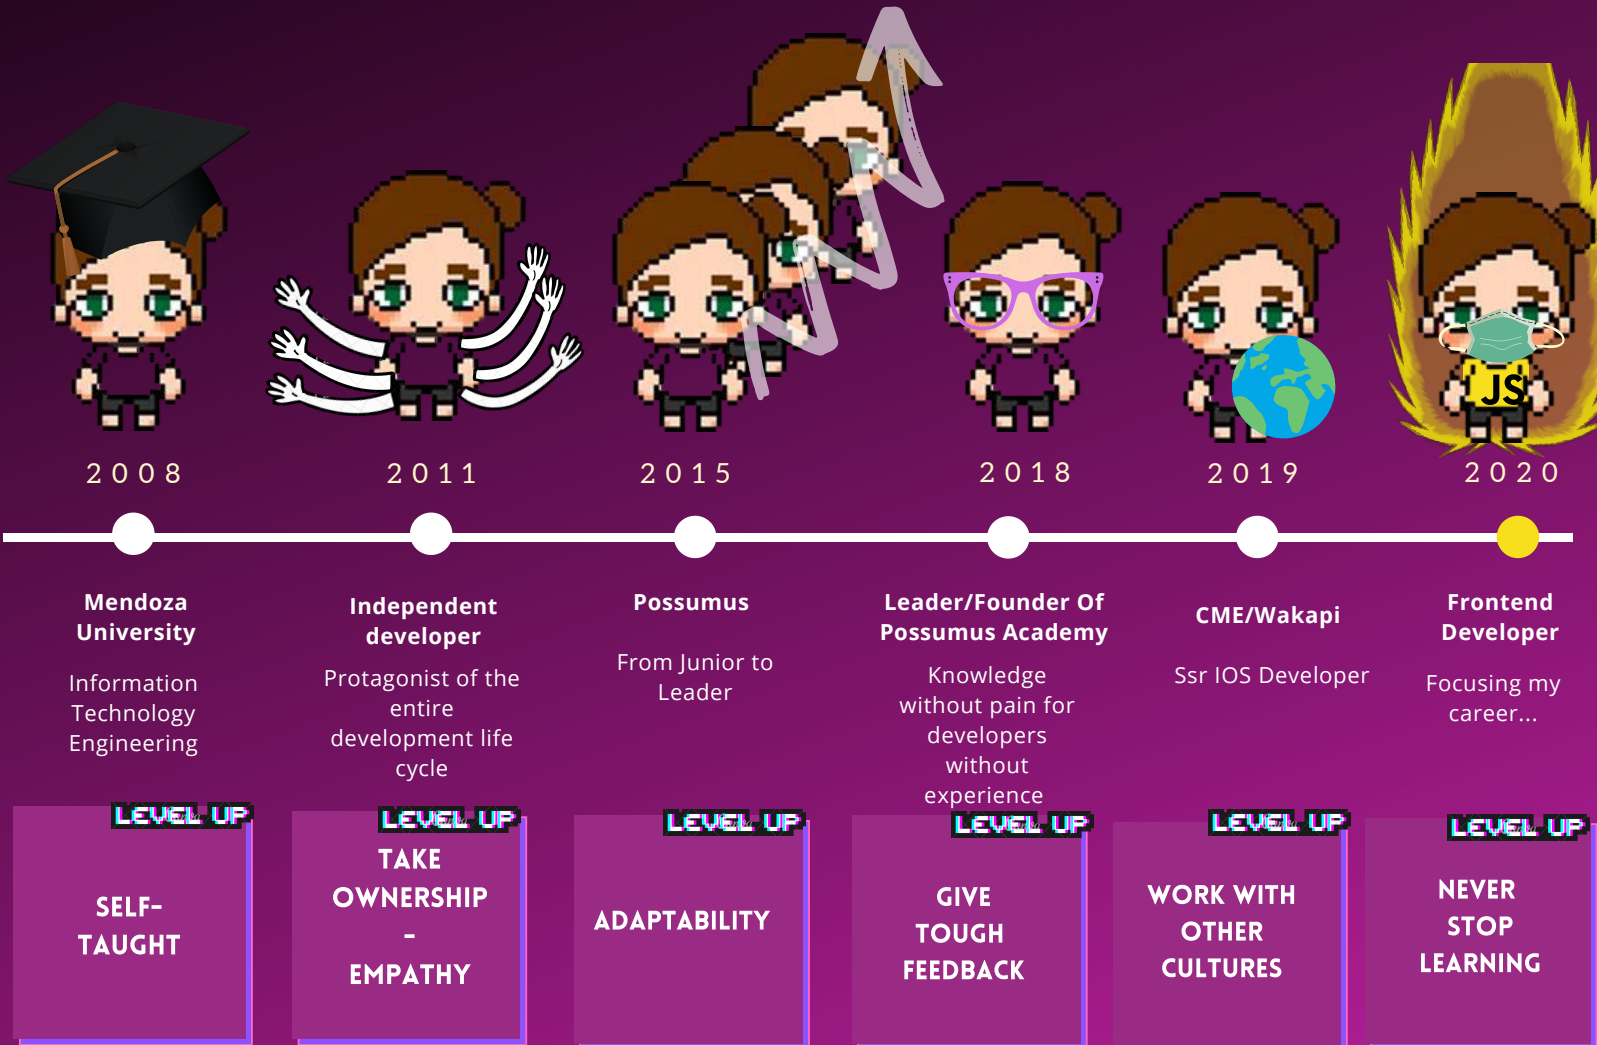 2008
2011
2015
2018
2019
2020
JS
Mendoza
University
Information
Technology
Engineering
Independent
developer
Protagonist of the
entire
development life
cycle
Possumus
From Junior to
Leader
Leader/Founder Of
Possumus Academy
Knowledge
without pain for
developers
without
experience
CME/Wakapi
Ssr IOS Developer
Frontend
Developer
Focusing my
career...
LEVEL UP
SELF-
TAUGHT
LEVEL UP
TAKE
OWNERSHIP
-
EMPATHY
LEVEL UP
ADAPTABILITY
LEVEL UP
GIVE
TOUGH
FEEDBACK
LEVEL UP
WORK WITH
OTHER
CULTURES
LEVEL UP
NEVER
STOP
LEARNING